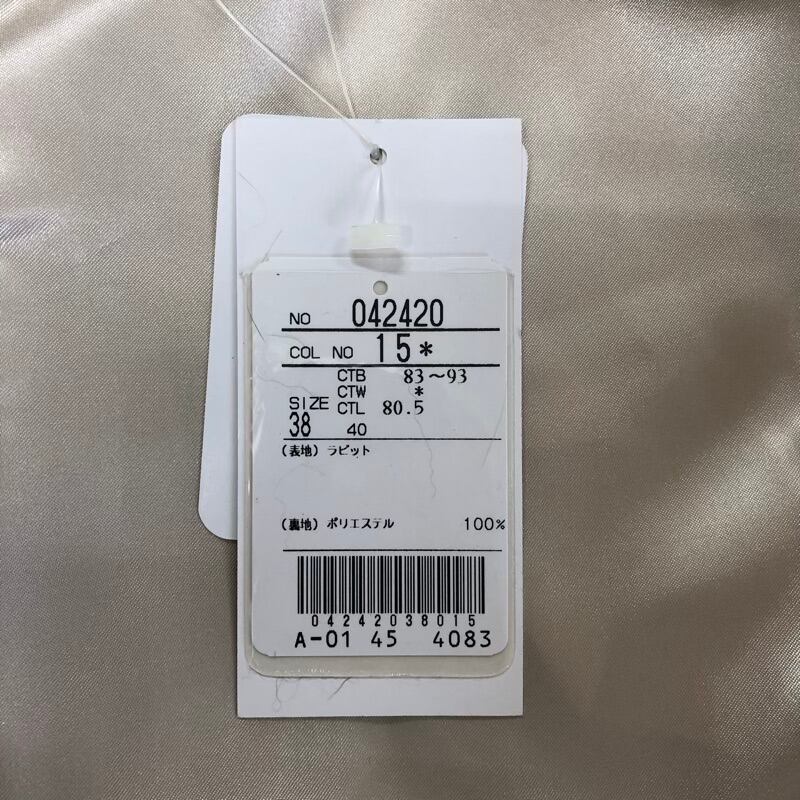 NO 042420
COL NO 15*
CTB 83〜93
CTW *
SIZE CTL 80.5
38 40
(表地) ラビット
(裏地) ポリエステル 100%
04242038015
A-01 45 4083